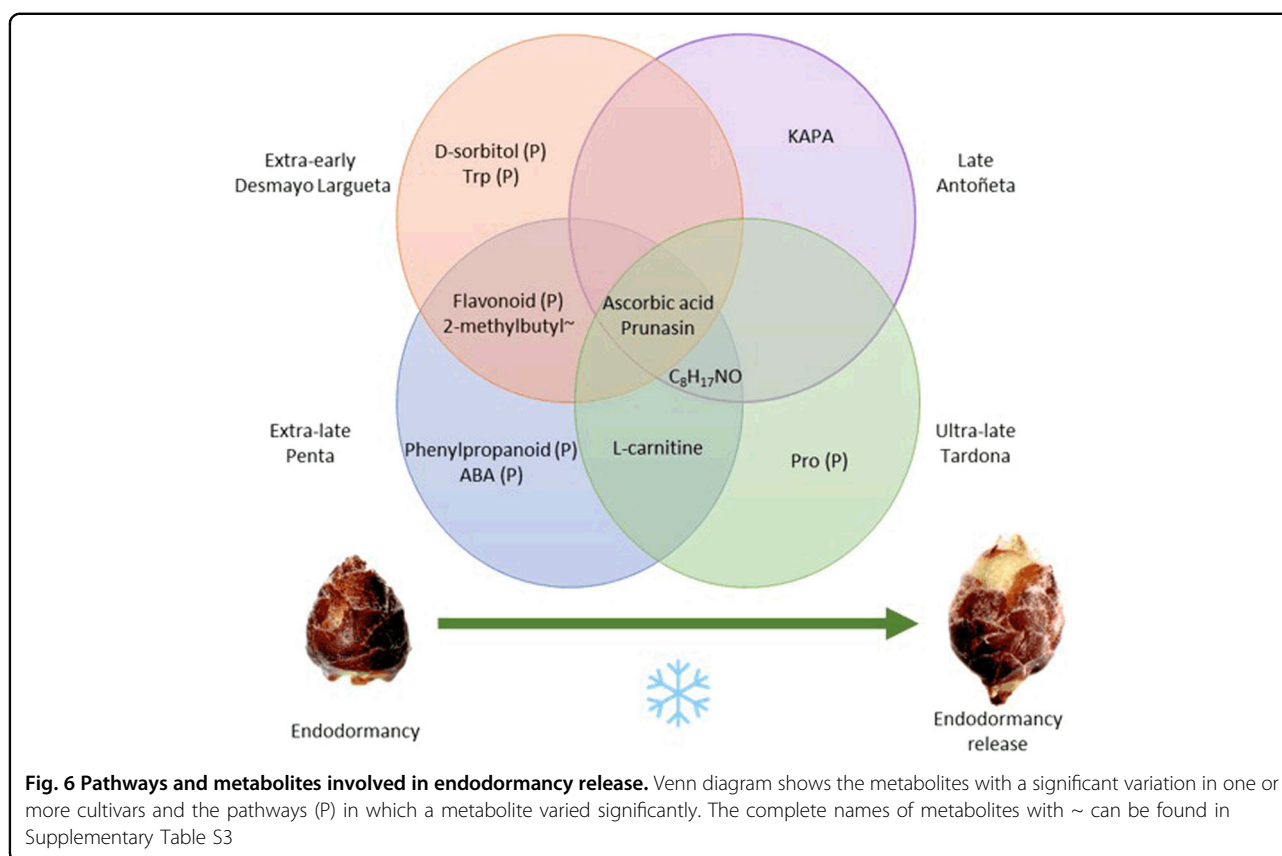 KAPA
Extra-early
Desmayo Largueta
D-sorbitol (P)
Trp (P)
Late
Antoñeta
Flavonoid (P)
2-methylbutyl~
Ascorbic acid
Prunasin
C₈H₁₇NO
Extra-late
Penta
Phenylpropanoid (P)
ABA (P)
L-carnitine
Pro (P)
Ultra-late
Tardona
Endodormancy
Endodormancy
release
Fig. 6 Pathways and metabolites involved in endodormancy release. Venn diagram shows the metabolites with a significant variation in one or
more cultivars and the pathways (P) in which a metabolite varied significantly. The complete names of metabolites with ~ can be found in
Supplementary Table S3